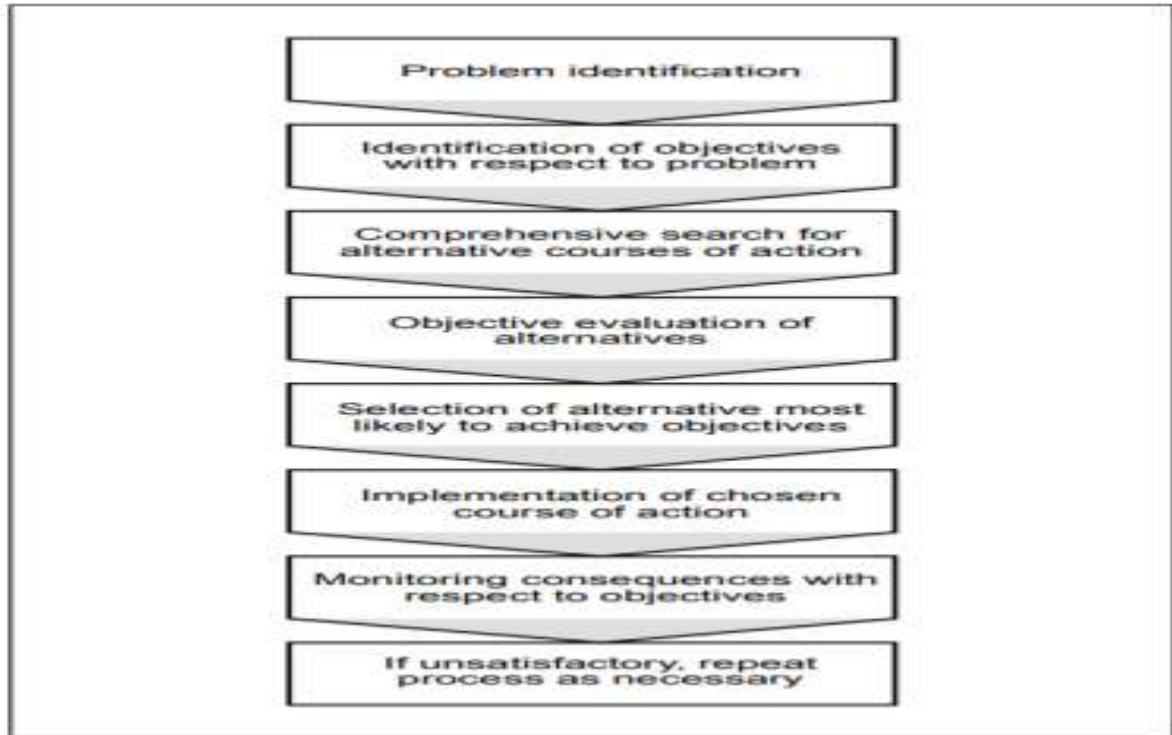 Problem identification
Identification of objectives
with respect to problem
Comprehensive search for
alternative courses of action
Objective evaluation of
alternatives
Selection of alternative most
likely to achieve objectives
Implementation of chosen
course of action
Monitoring consequences with
respect to objectives
If unsatisfactory, repeat
process as necessary